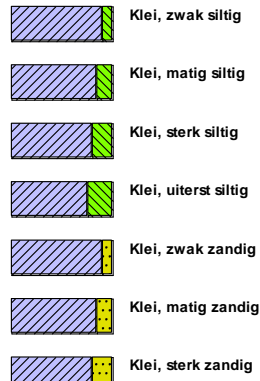 Klei, zwak siltig
Klei, matig siltig
Klei, sterk siltig
Klei, uiterst siltig
Klei, zwak zandig
Klei, matig zandig
Klei, sterk zandig